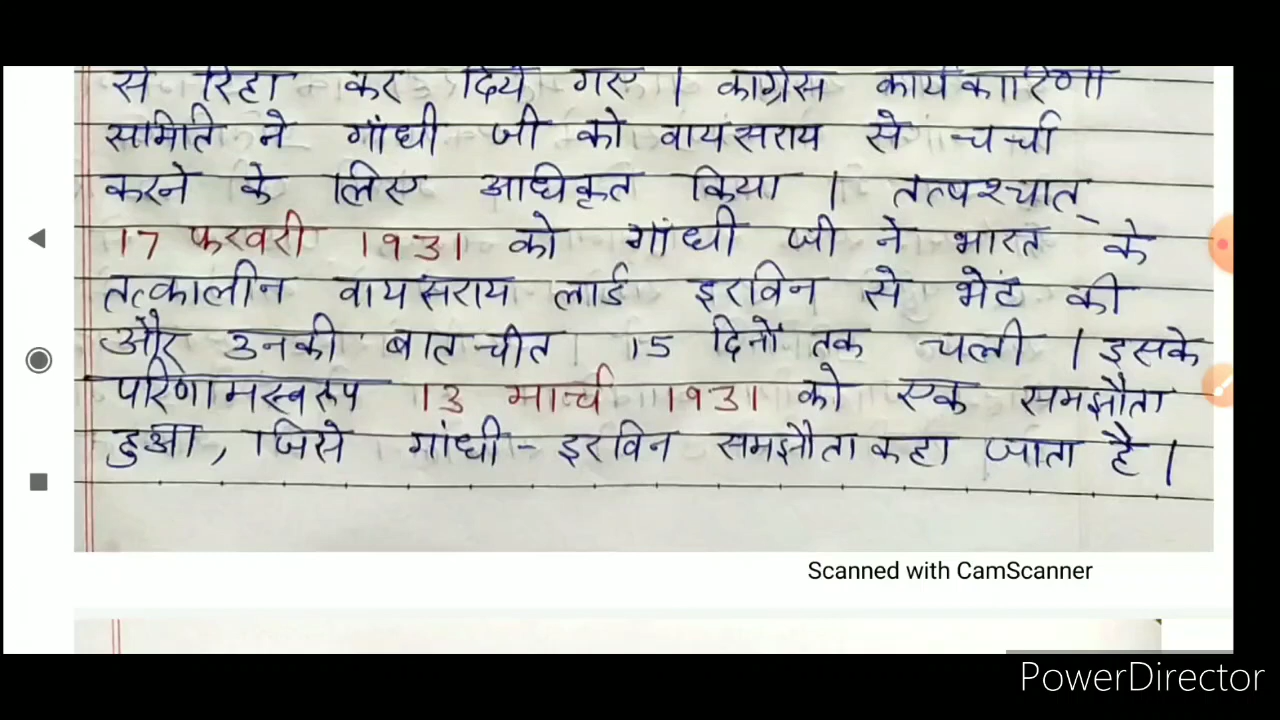 से रिहा कर दिये गए । कांग्रेस कार्यकारिणी
समिति ने गांधी जी को वायसराय से चर्चा
करने के लिए अधिकृत किया । तत्पश्चात्
17 फरवरी 1931 को गांधी जी ने भारत के
तत्कालीन वायसराय लार्ड इरविन से भेंट की
और उनकी बातचीत 15 दिनों तक चली । इसके
परिणामस्वरूप 13 मार्च 1931 को एक समझौता
हुआ, जिसे गांधी - इरविन समझौता कहा जाता है ।
Scanned with CamScanner
PowerDirector